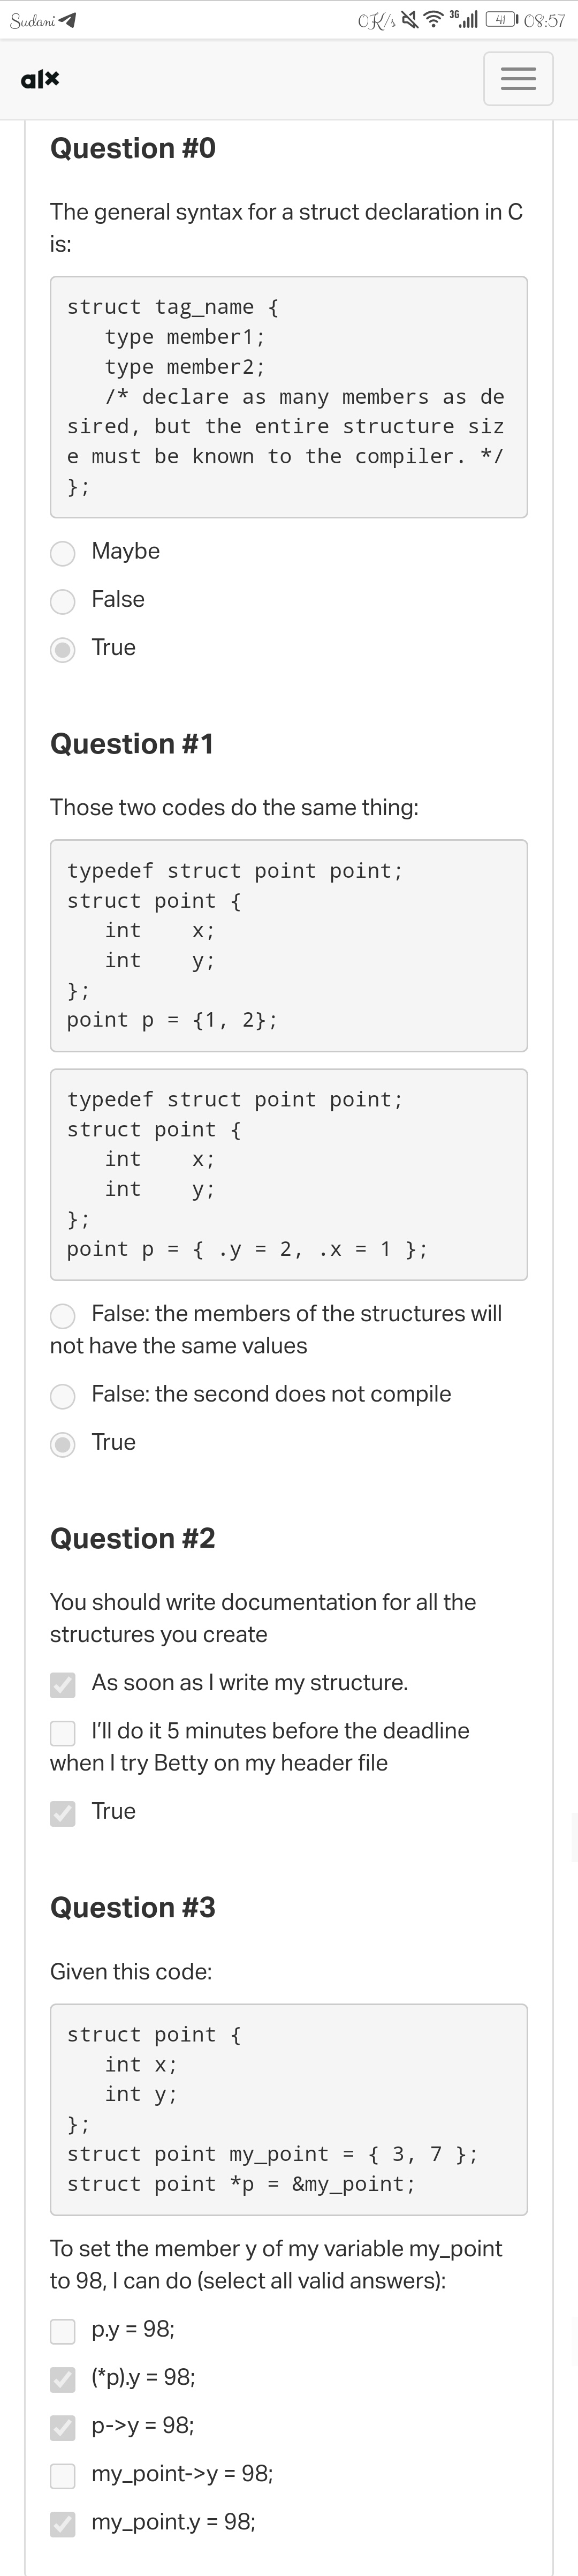 Sudani
0K/s 3G 41 08:57
alx
Question #0
The general syntax for a struct declaration in C
is:
struct tag_name {
   type member1;
   type member2;
   /* declare as many members as de
sired, but the entire structure siz
e must be known to the compiler. */
};
Maybe
False
True
Question #1
Those two codes do the same thing:
typedef struct point point;
struct point {
   int    x;
   int    y;
};
point p = {1, 2};
typedef struct point point;
struct point {
   int    x;
   int    y;
};
point p = { .y = 2, .x = 1 };
False: the members of the structures will
not have the same values
False: the second does not compile
True
Question #2
You should write documentation for all the
structures you create
As soon as I write my structure.
I’ll do it 5 minutes before the deadline
when I try Betty on my header file
True
Question #3
Given this code:
struct point {
   int x;
   int y;
};
struct point my_point = { 3, 7 };
struct point *p = &my_point;
To set the member y of my variable my_point
to 98, I can do (select all valid answers):
p.y = 98;
(*p).y = 98;
p->y = 98;
my_point->y = 98;
my_point.y = 98;